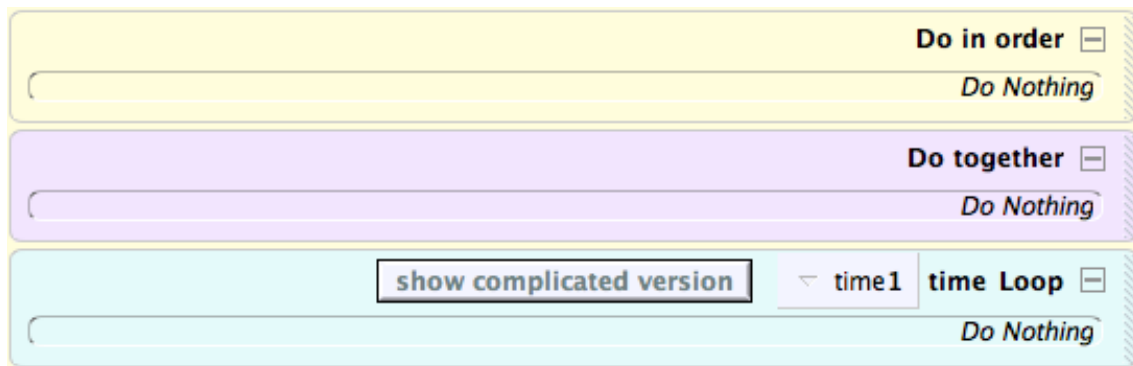 Do in order
Do Nothing
Do together
Do Nothing
show complicated version time1 time Loop
Do Nothing